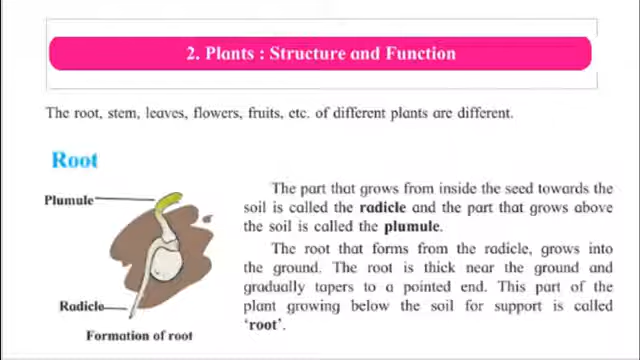 2. Plants : Structure and Function
The root, stem, leaves, flowers, fruits, etc. of different plants are different.
Root
Plumule
Radicle
Formation of root
The part that grows from inside the seed towards the
soil is called the radicle and the part that grows above
the soil is called the plumule.
The root that forms from the radicle, grows into
the ground. The root is thick near the ground and
gradually tapers to a pointed end. This part of the
plant growing below the soil for support is called
‘root’.